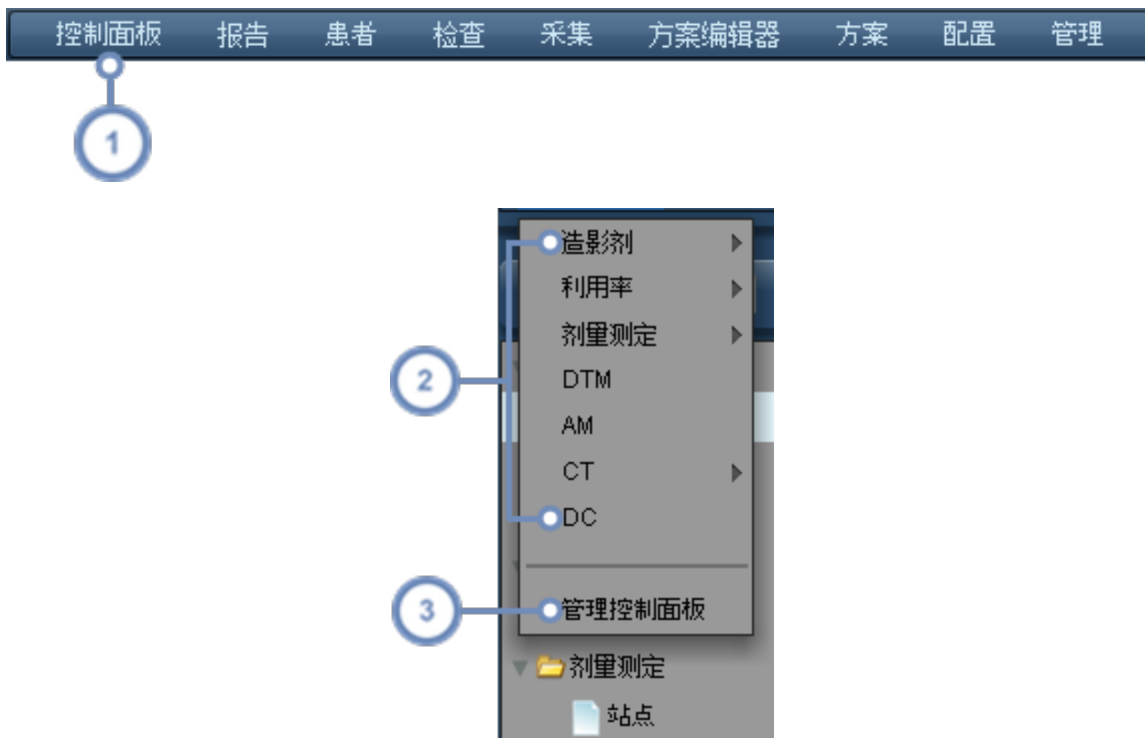 控制面板 报告 患者 检查 采集 方案编辑器 方案 配置 管理
1
造影剂
利用率
剂量测定
2
DTM
AM
CT
DC
3
管理控制面板
剂量测定
站点